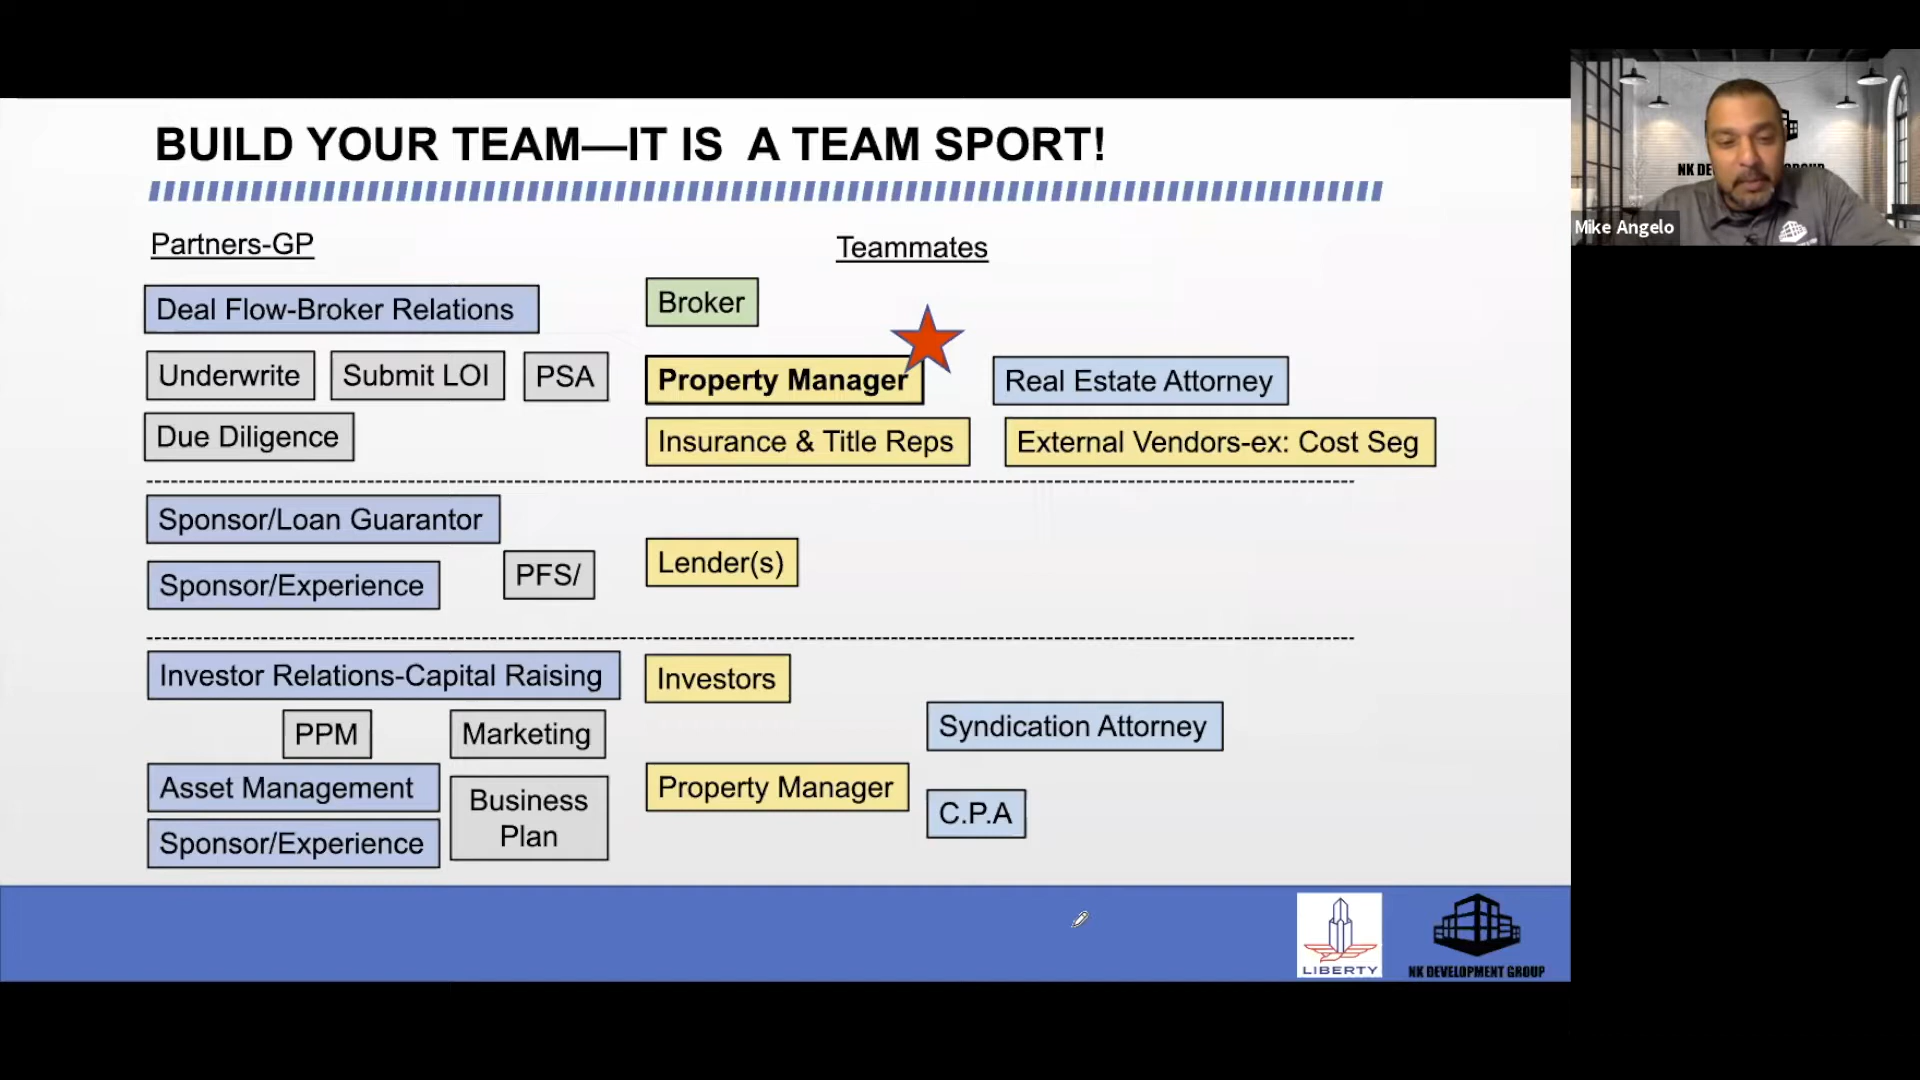 BUILD YOUR TEAM—IT IS A TEAM SPORT!
Partners-GP
Teammates
Deal Flow-Broker Relations
Broker
Underwrite
Submit LOI
PSA
Property Manager
Real Estate Attorney
Due Diligence
Insurance & Title Reps
External Vendors-ex: Cost Seg
Sponsor/Loan Guarantor
Sponsor/Experience
PFS/
Lender(s)
Investor Relations-Capital Raising
Investors
PPM
Marketing
Syndication Attorney
Asset Management
Business
Plan
Property Manager
C.P.A
Sponsor/Experience
LIBERTY
NK DEVELOPMENT GROUP
Mike Angelo